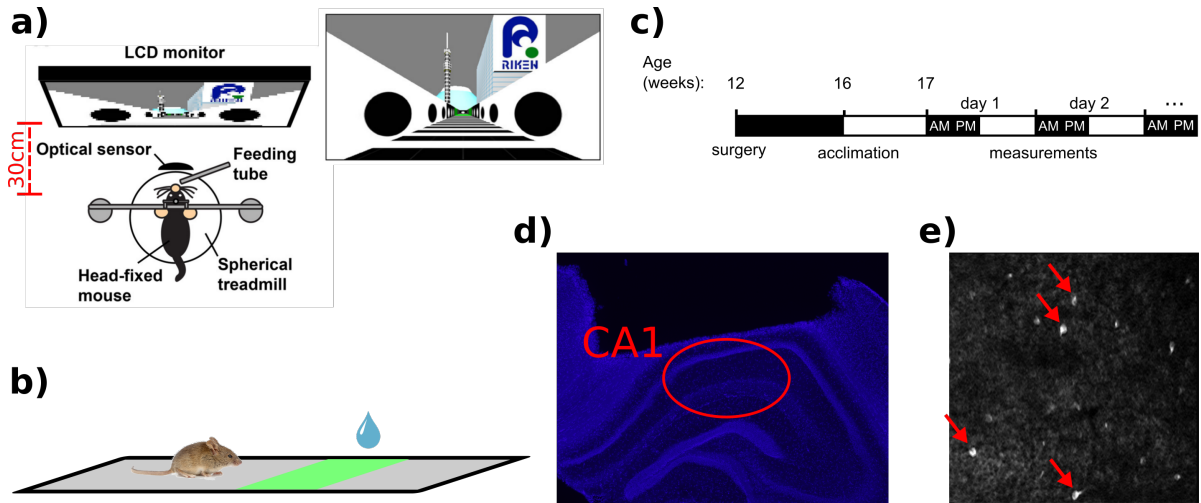 a)
LCD monitor
RIKEN
RIKEN
30cm
Optical sensor
Feeding
tube
Head-fixed
mouse
Spherical
treadmill
b)
c)
Age
(weeks):
12
16
17
day 1
day 2
...
AM PM
AM PM
AM PM
surgery
acclimation
measurements
d)
CA1
e)